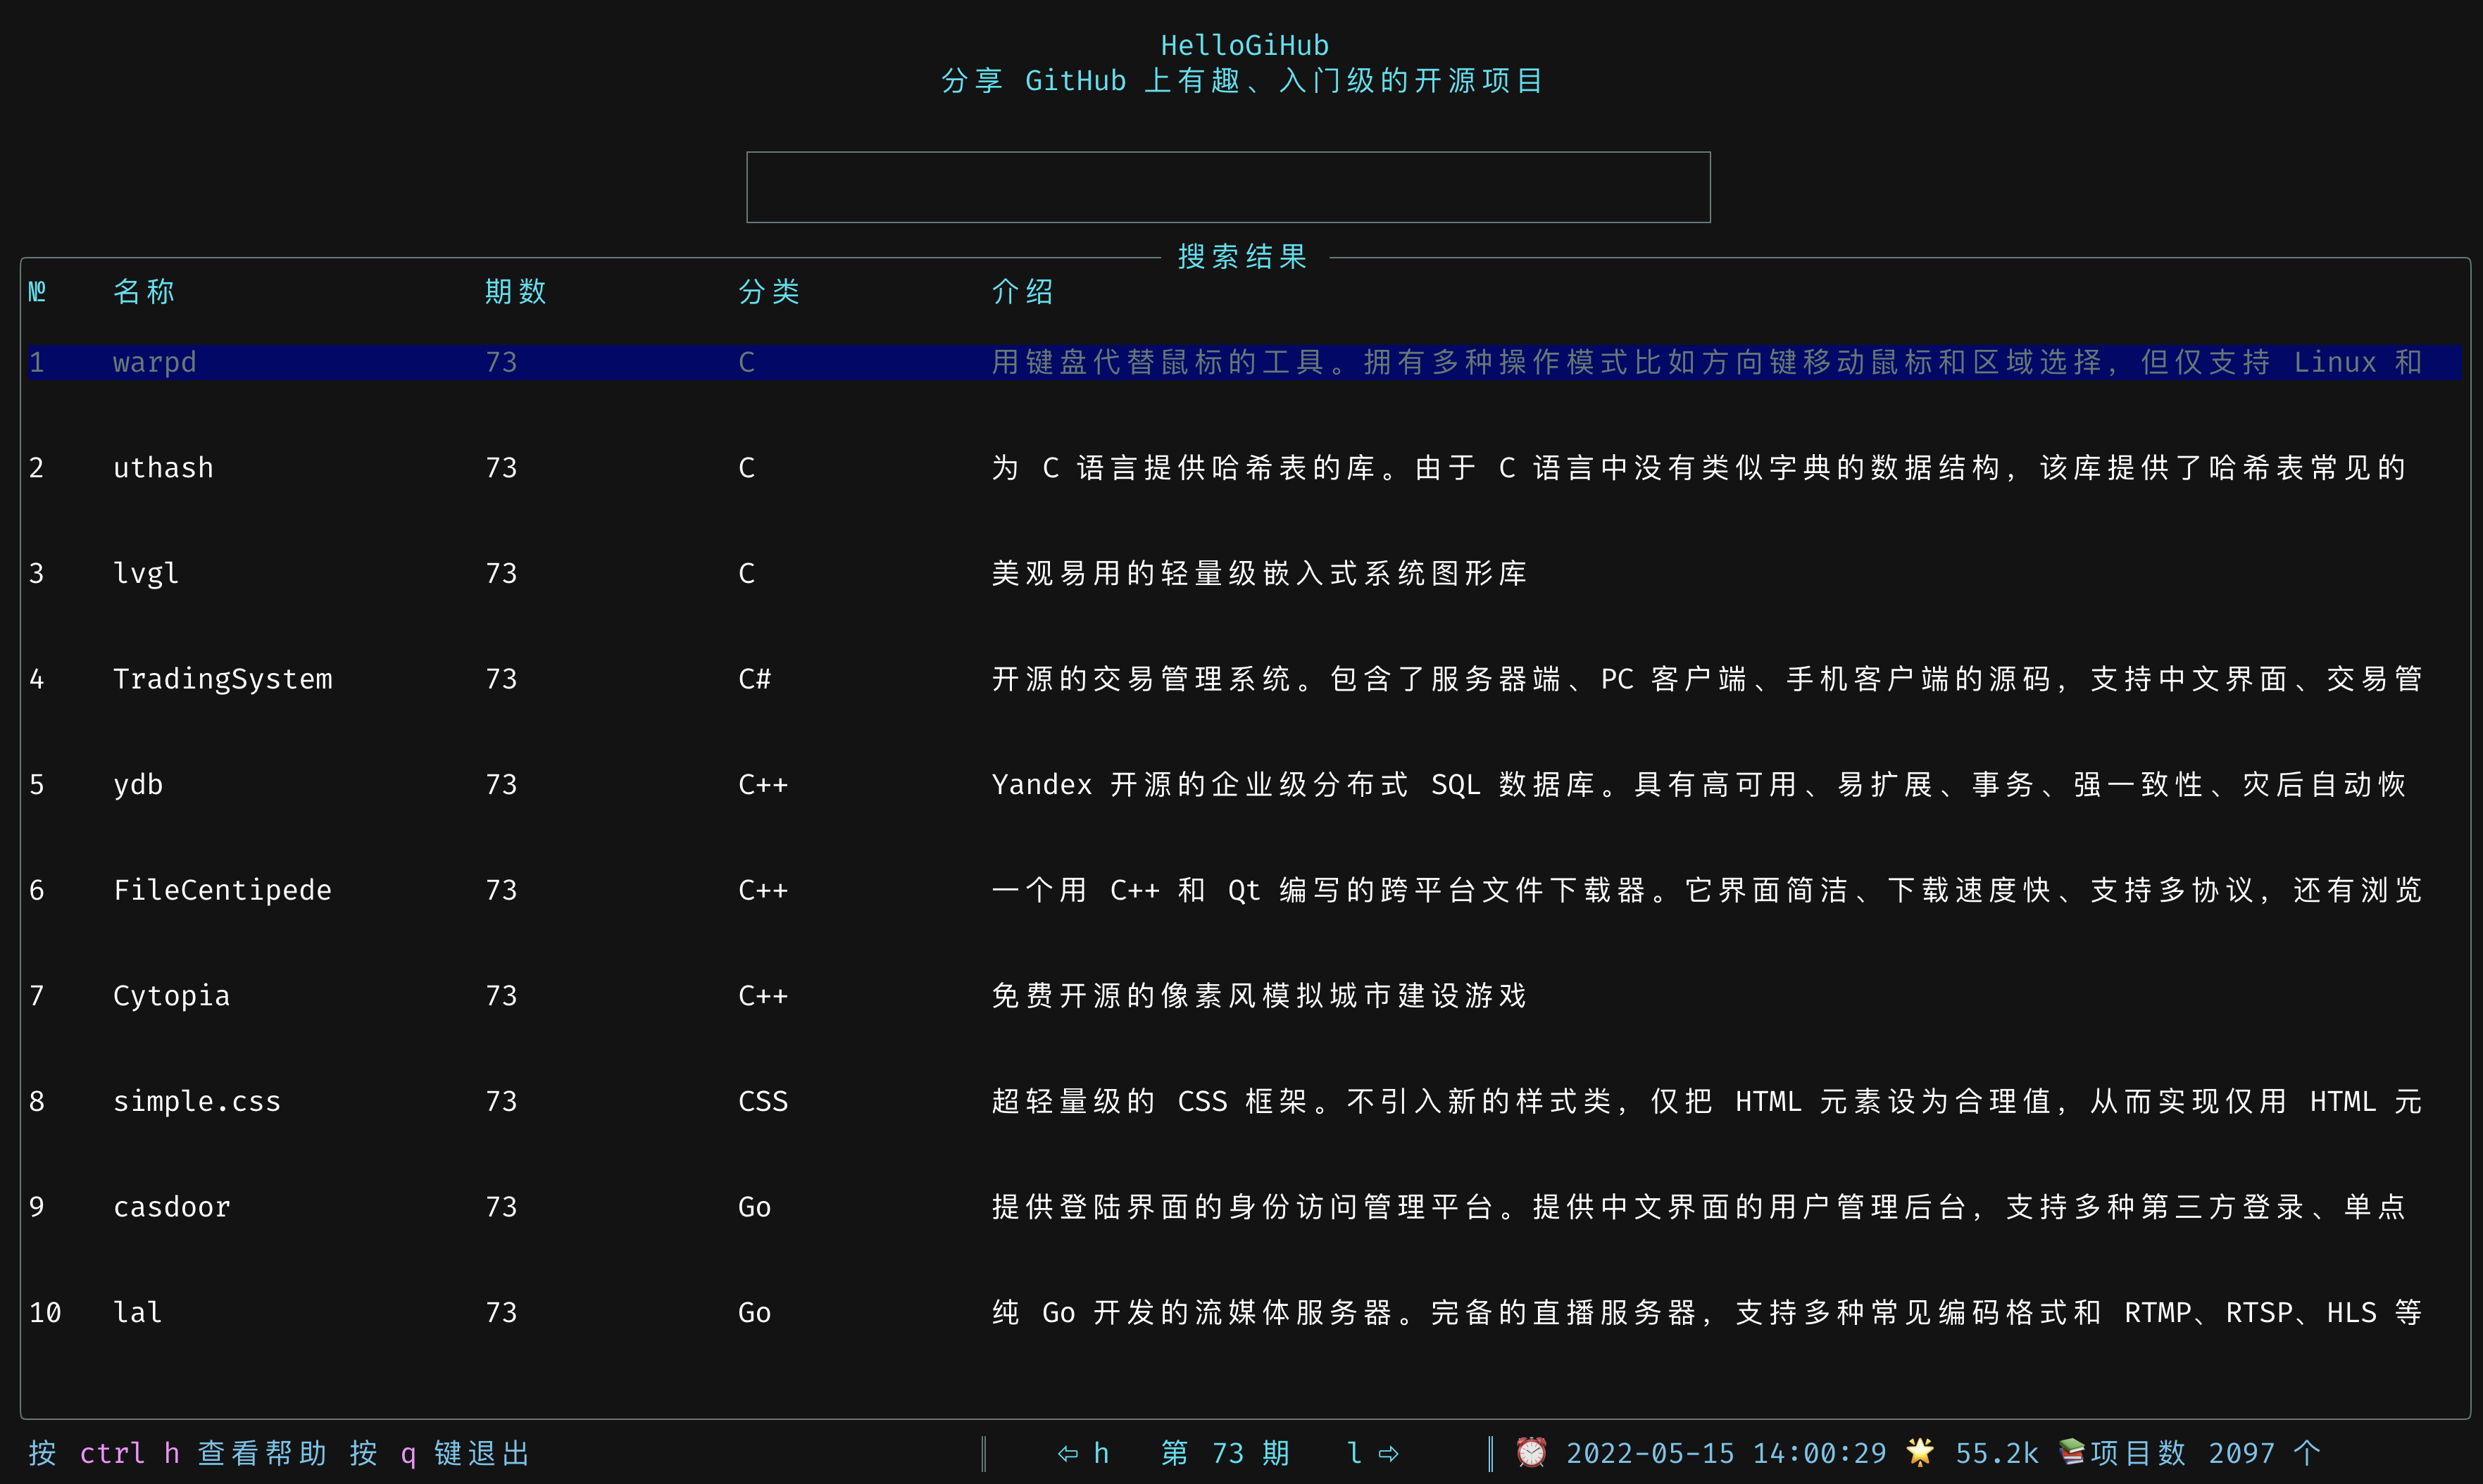 HelloGiHub
分享 GitHub 上有趣、入门级的开源项目
搜索结果
№ 名称 期数 分类 介绍
1 warpd 73 C 用键盘代替鼠标的工具。拥有多种操作模式比如方向键移动鼠标和区域选择，但仅支持 Linux 和
2 uthash 73 C 为 C 语言提供哈希表的库。由于 C 语言中没有类似字典的数据结构，该库提供了哈希表常见的
3 lvgl 73 C 美观易用的轻量级嵌入式系统图形库
4 TradingSystem 73 C# 开源的交易管理系统。包含了服务器端、PC 客户端、手机客户端的源码，支持中文界面、交易管
5 ydb 73 C++ Yandex 开源的企业级分布式 SQL 数据库。具有高可用、易扩展、事务、强一致性、灾后自动恢
6 FileCentipede 73 C++ 一个用 C++ 和 Qt 编写的跨平台文件下载器。它界面简洁、下载速度快、支持多协议，还有浏览
7 Cytopia 73 C++ 免费开源的像素风模拟城市建设游戏
8 simple.css 73 CSS 超轻量级的 CSS 框架。不引入新的样式类，仅把 HTML 元素设为合理值，从而实现仅用 HTML 元
9 casdoor 73 Go 提供登陆界面的身份访问管理平台。提供中文界面的用户管理后台，支持多种第三方登录、单点
10 lal 73 Go 纯 Go 开发的流媒体服务器。完备的直播服务器，支持多种常见编码格式和 RTMP、RTSP、HLS 等
按 ctrl h 查看帮助 按 q 键退出 ║ ⇦ h 第 73 期 l ⇨ ║ ⏰ 2022-05-15 14:00:29 🌟 55.2k 📚项目数 2097 个